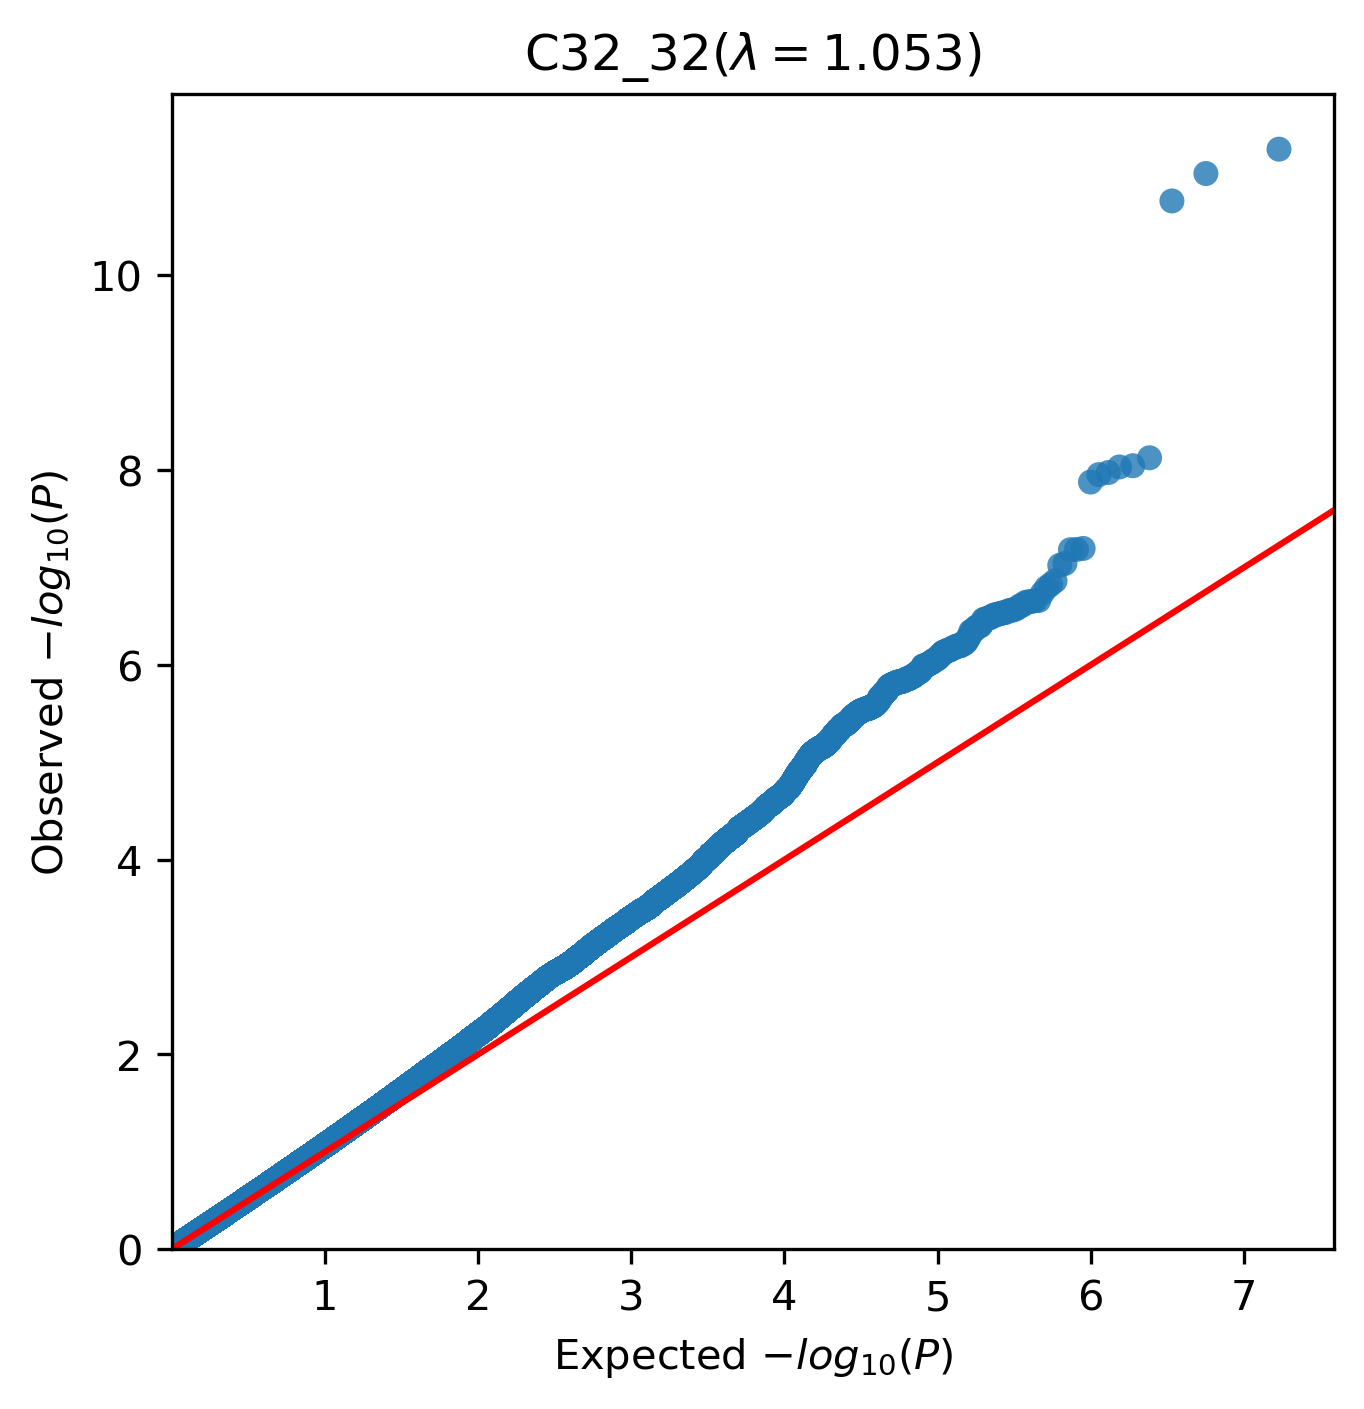 C32_32(λ = 1.053)
Observed −log₁₀(P)
10
8
6
4
2
0
1 2 3 4 5 6 7
Expected −log₁₀(P)